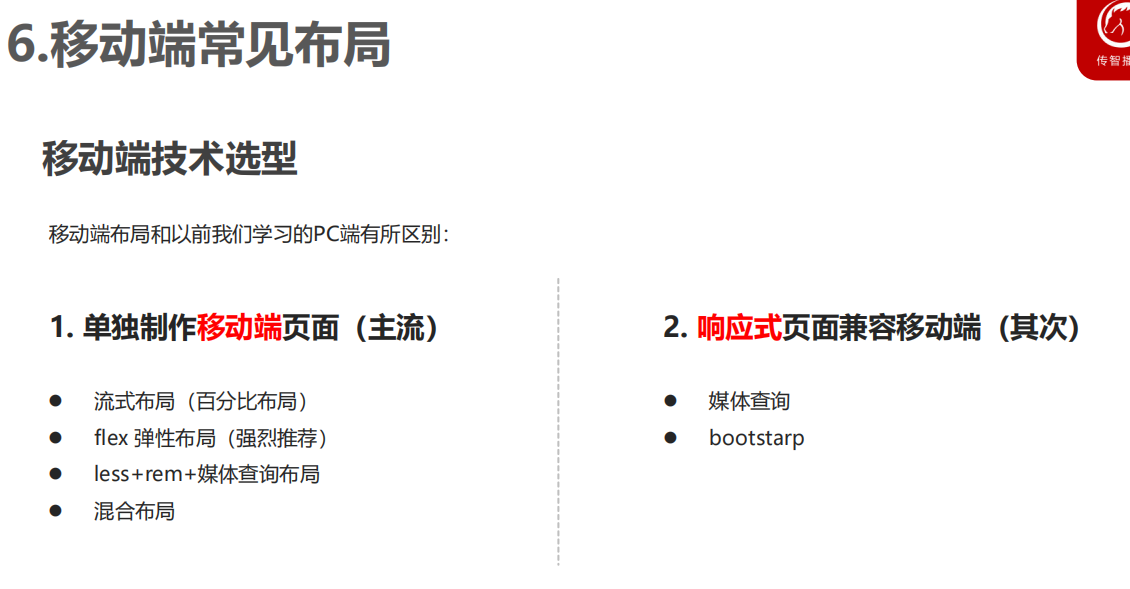 6.移动端常见布局
传智播
移动端技术选型
移动端布局和以前我们学习的PC端有所区别：
1. 单独制作移动端页面（主流）
流式布局（百分比布局）
flex 弹性布局（强烈推荐）
less+rem+媒体查询布局
混合布局
2. 响应式页面兼容移动端（其次）
媒体查询
bootstarp